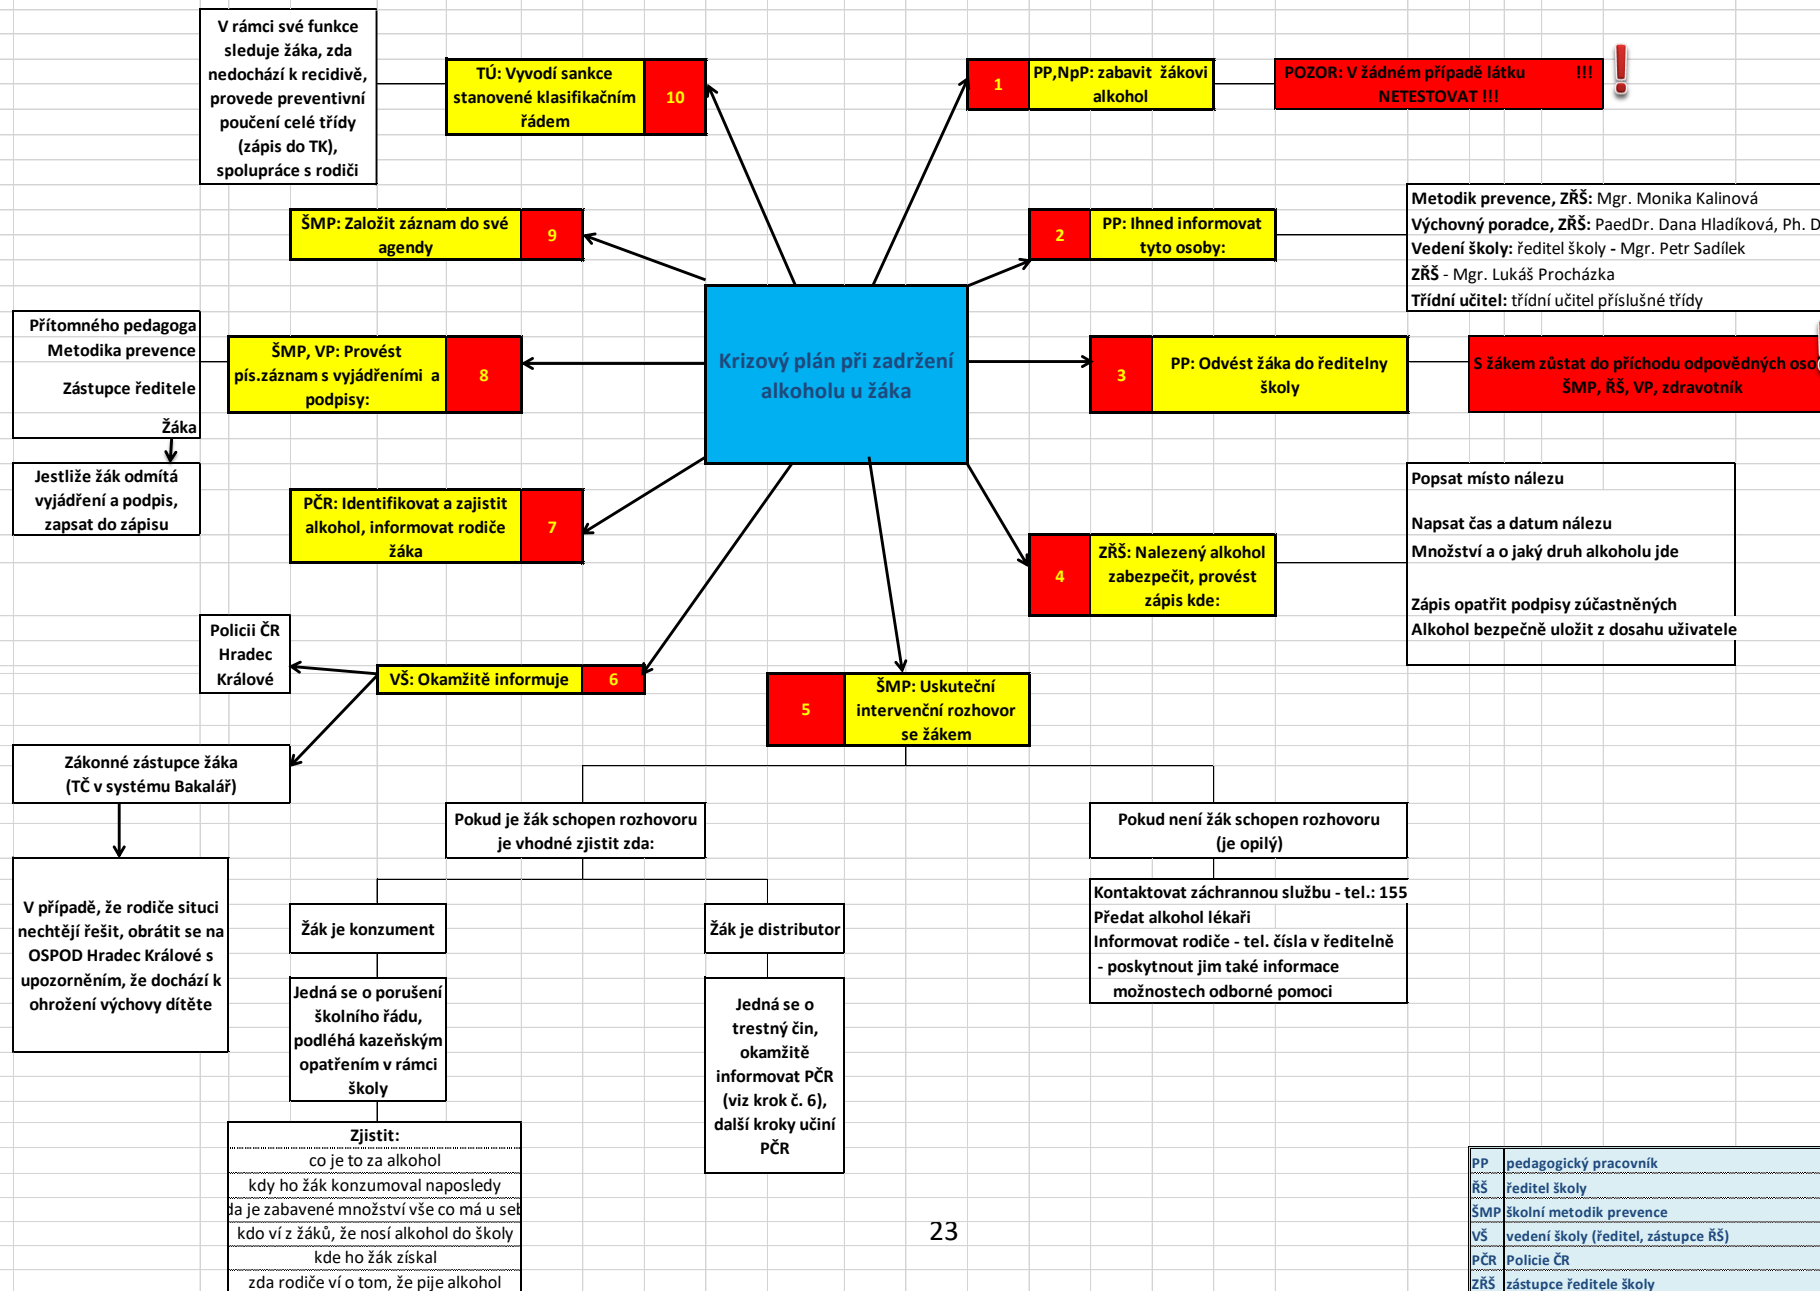 V rámci své funkce
sleduje žáka, zda
nedochází k recidivě,
provede preventivní
poučení celé třídy
(zápis do TK),
spolupráce s rodiči
TÚ: Vyvodí sankce
stanovené klasifikačním
řádem
10
1
PP,NpP: zabavit žákovi
alkohol
POZOR: V žádném případě látku !!!
NETESTOVAT !!!
ŠMP: Založit záznam do své
agendy
9
2
PP: Ihned informovat
tyto osoby:
Metodik prevence, ZŘŠ: Mgr. Monika Kalinová
Výchovný poradce, ZŘŠ: PaedDr. Dana Hladíková, Ph. D
Vedení školy: ředitel školy - Mgr. Petr Sadílek
ZŘŠ - Mgr. Lukáš Procházka
Třídní učitel: třídní učitel příslušné třídy
Přítomného pedagoga
Metodika prevence
Zástupce ředitele
Žáka
ŠMP, VP: Provést
pís.záznam s vyjádřeními a
podpisy:
8
Krizový plán při zadržení
alkoholu u žáka
3
PP: Odvést žáka do ředitelny
školy
S žákem zůstat do příchodu odpovědných oso
ŠMP, ŘŠ, VP, zdravotník
Jestliže žák odmítá
vyjádření a podpis,
zapsat do zápisu
PČR: Identifikovat a zajistit
alkohol, informovat rodiče
žáka
7
4
ZŘŠ: Nalezený alkohol
zabezpečit, provést
zápis kde:
Popsat místo nálezu
Napsat čas a datum nálezu
Množství a o jaký druh alkoholu jde
Zápis opatřit podpisy zúčastněných
Alkohol bezpečně uložit z dosahu uživatele
Policii ČR
Hradec
Králové
VŠ: Okamžitě informuje
6
5
ŠMP: Uskuteční
intervenční rozhovor
se žákem
Zákonné zástupce žáka
(TČ v systému Bakalář)
Pokud je žák schopen rozhovoru
je vhodné zjistit zda:
Pokud není žák schopen rozhovoru
(je opilý)
V případě, že rodiče situci
nechtějí řešit, obrátit se na
OSPOD Hradec Králové s
upozorněním, že dochází k
ohrožení výchovy dítěte
Žák je konzument
Žák je distributor
Kontaktovat záchrannou službu - tel.: 155
Předat alkohol lékaři
Informovat rodiče - tel. čísla v ředitelně
- poskytnout jim také informace
možnostech odborné pomoci
Jedná se o porušení
školního řádu,
podléhá kazeňským
opatřením v rámci
školy
Jedná se o
trestný čin,
okamžitě
informovat PČR
(viz krok č. 6),
další kroky učiní
PČR
Zjistit:
co je to za alkohol
kdy ho žák konzumoval naposledy
da je zabavené množství vše co má u seb
kdo ví z žáků, že nosí alkohol do školy
kde ho žák získal
zda rodiče ví o tom, že pije alkohol
23
PP pedagogický pracovník
ŘŠ ředitel školy
ŠMP školní metodik prevence
VŠ vedení školy (ředitel, zástupce ŘŠ)
PČR Policie ČR
ZŘŠ zástupce ředitele školy